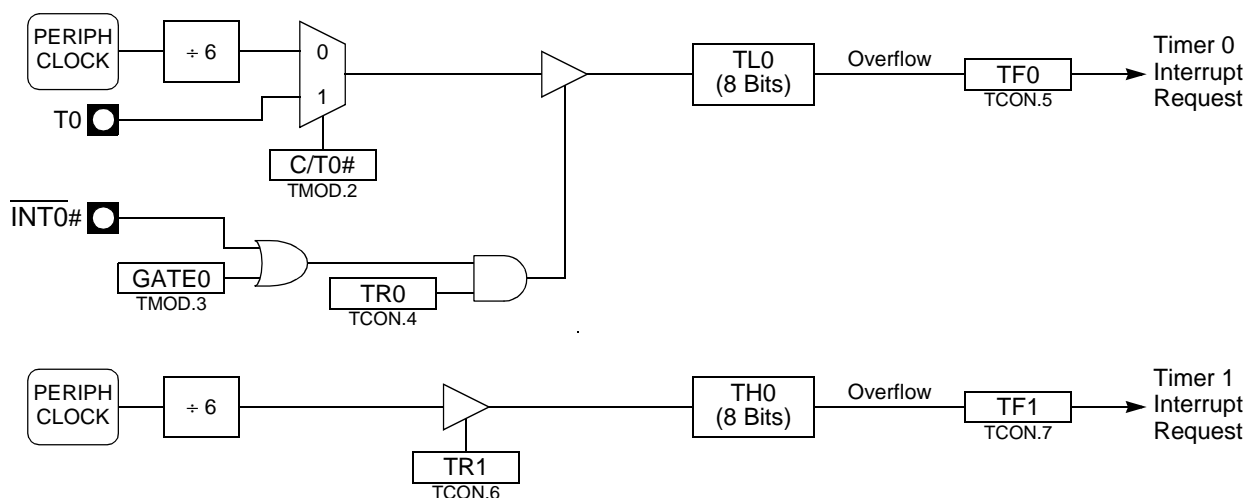 PERIPH
CLOCK
÷ 6
0
1
T0
C/T0#
TMOD.2
TL0
(8 Bits)
Overflow
TF0
TCON.5
Timer 0
Interrupt
Request
INT0#
GATE0
TMOD.3
TR0
TCON.4
PERIPH
CLOCK
÷ 6
TR1
TCON.6
TH0
(8 Bits)
Overflow
TF1
TCON.7
Timer 1
Interrupt
Request